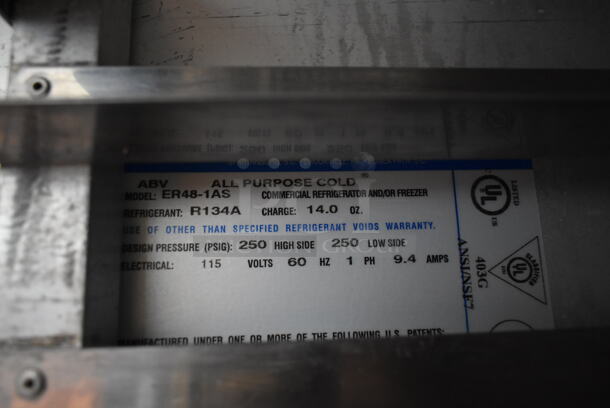 ABV ALL PURPOSE COLD
MODEL: ER48-1AS COMMERCIAL REFRIGERATOR AND/OR FREEZER
REFRIGERANT: R134A CHARGE: 14.0 OZ.
USE OF OTHER THAN SPECIFIED REFRIGERANT VOIDS WARRANTY.
DESIGN PRESSURE (PSIG): 250 HIGH SIDE 250 LOW SIDE
ELECTRICAL: 115 VOLTS 60 HZ 1 PH 9.4 AMPS
MANUFACTURED UNDER ONE OR MORE OF THE FOLLOWING U.S. PATENTS:
UL
LISTED
US
ANSI/NSF7
403G
UL